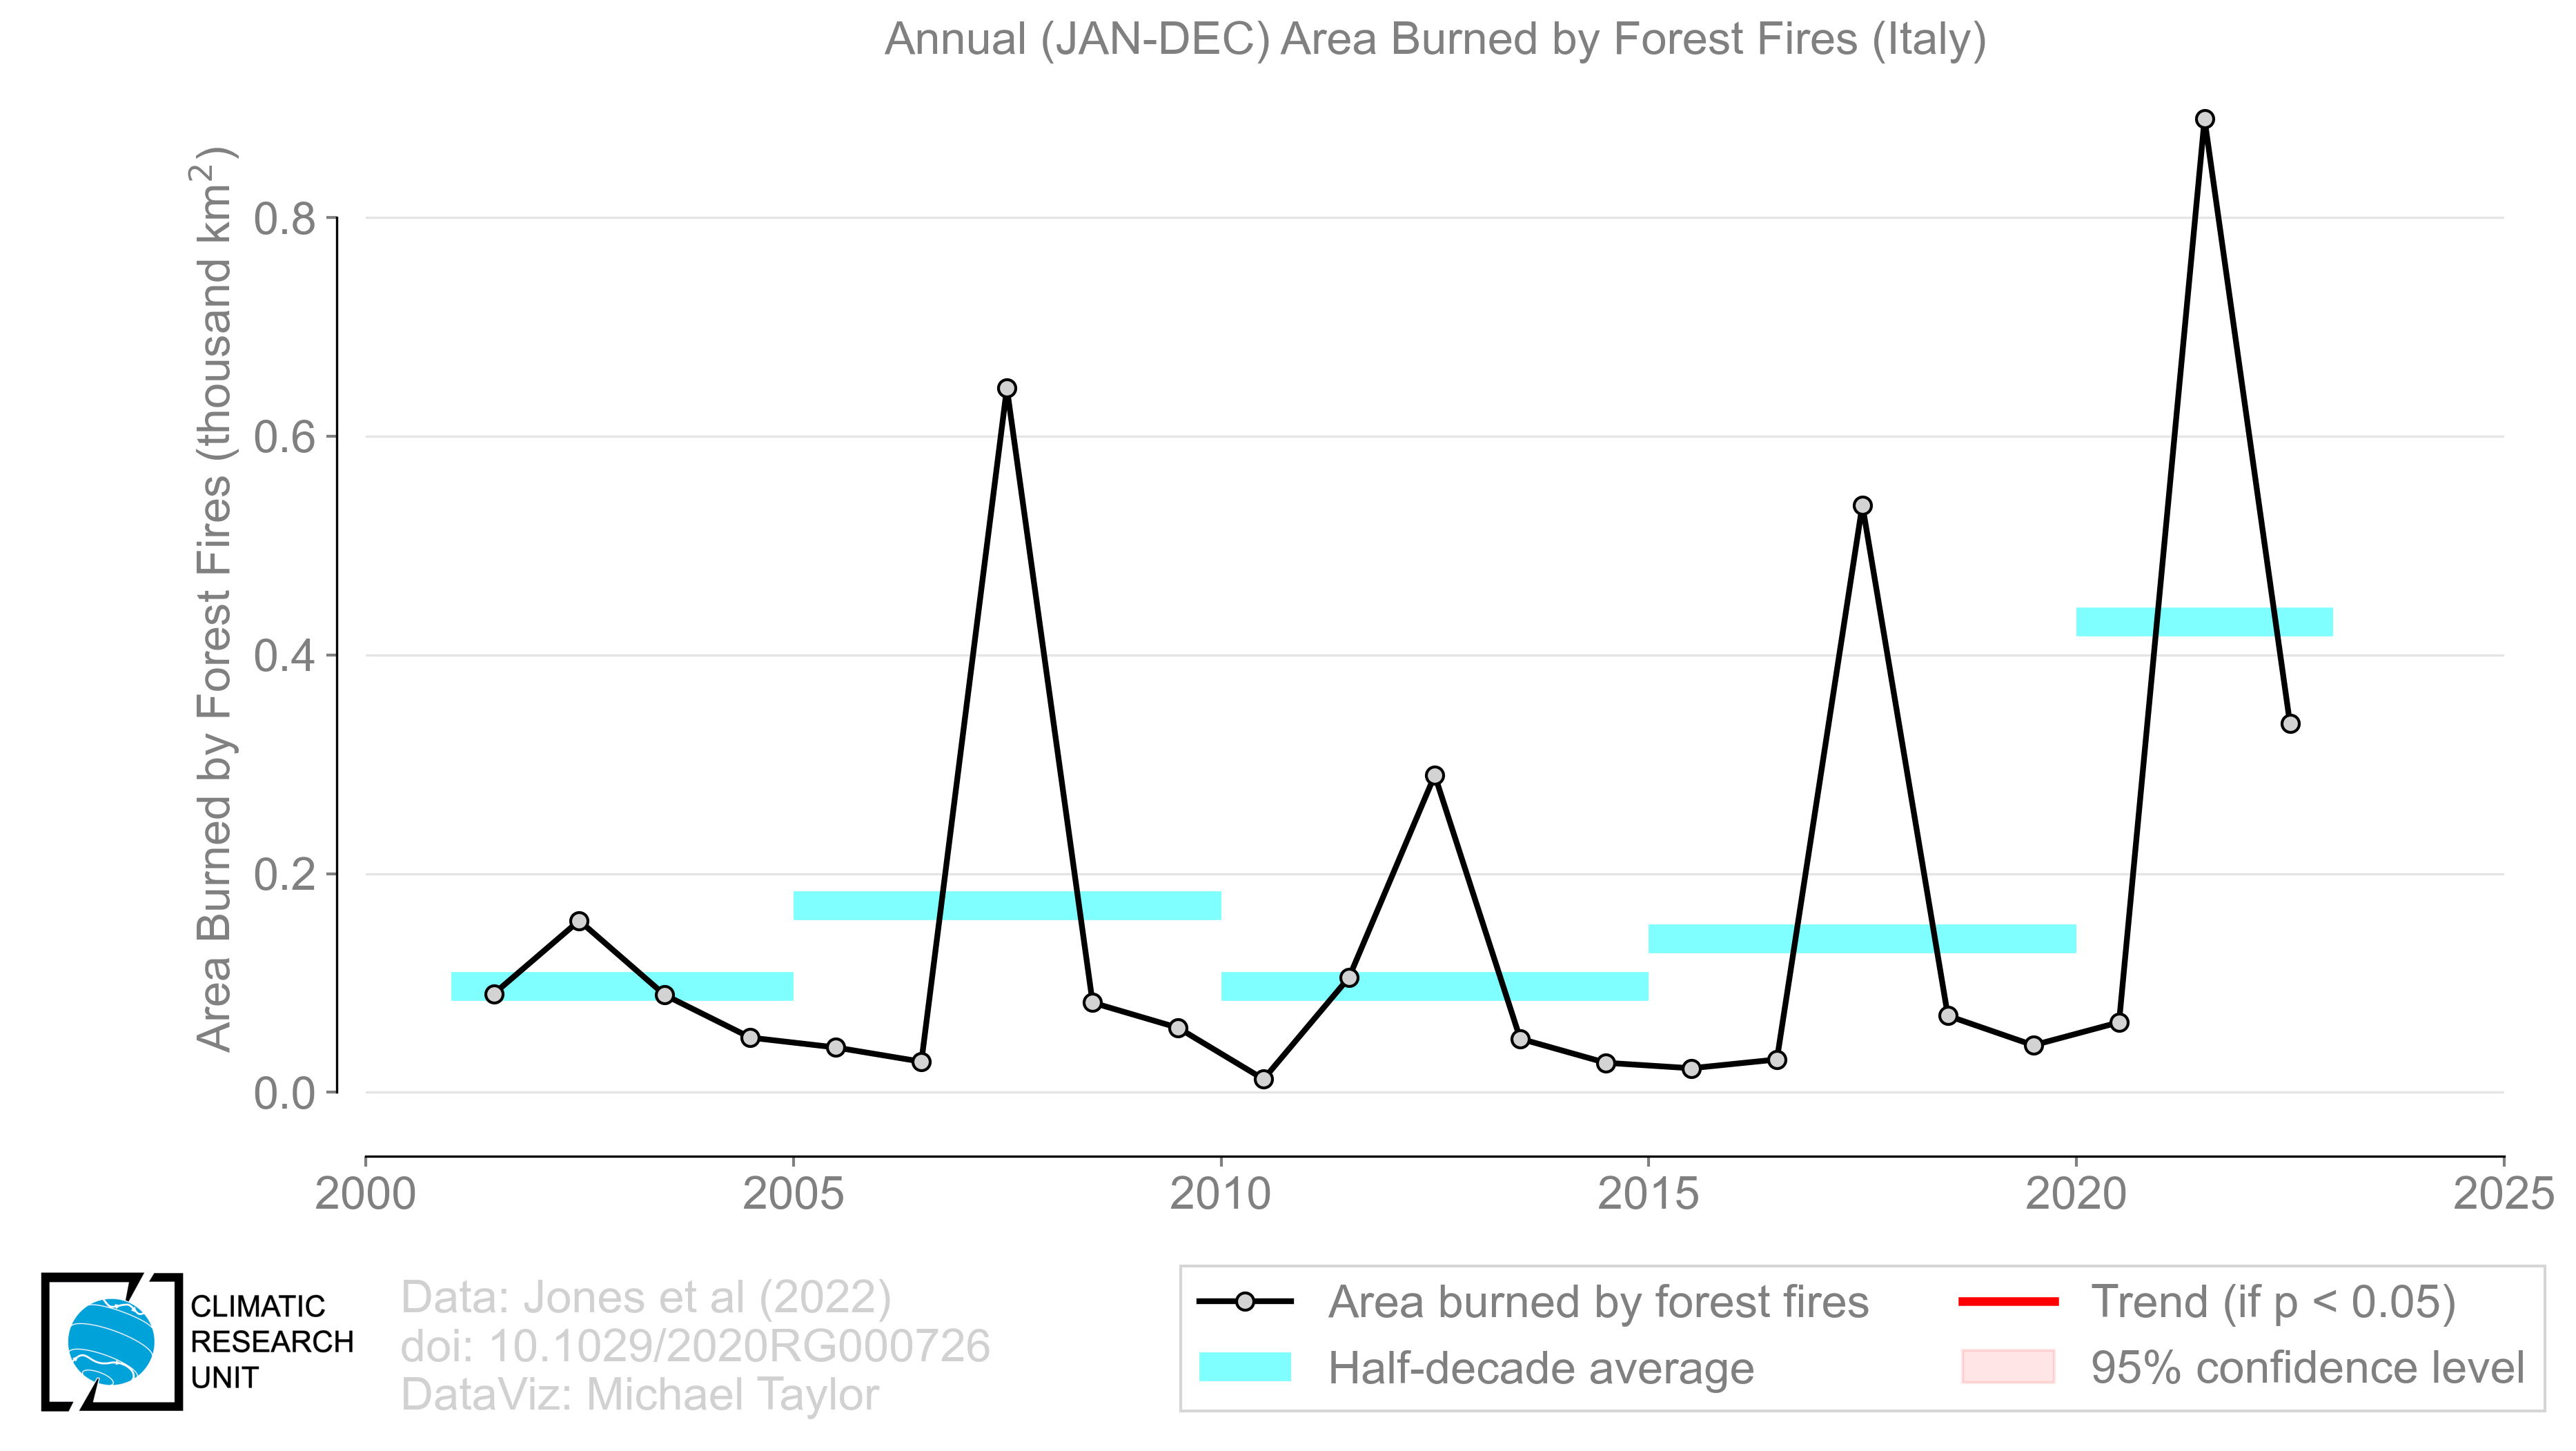 Annual (JAN-DEC) Area Burned by Forest Fires (Italy)
Area Burned by Forest Fires (thousand km²)
0.8
0.6
0.4
0.2
0.0
2000 2005 2010 2015 2020 2025
CLIMATIC
RESEARCH
UNIT
Data: Jones et al (2022)
doi: 10.1029/2020RG000726
DataViz: Michael Taylor
Area burned by forest fires
Half-decade average
Trend (if p < 0.05)
95% confidence level